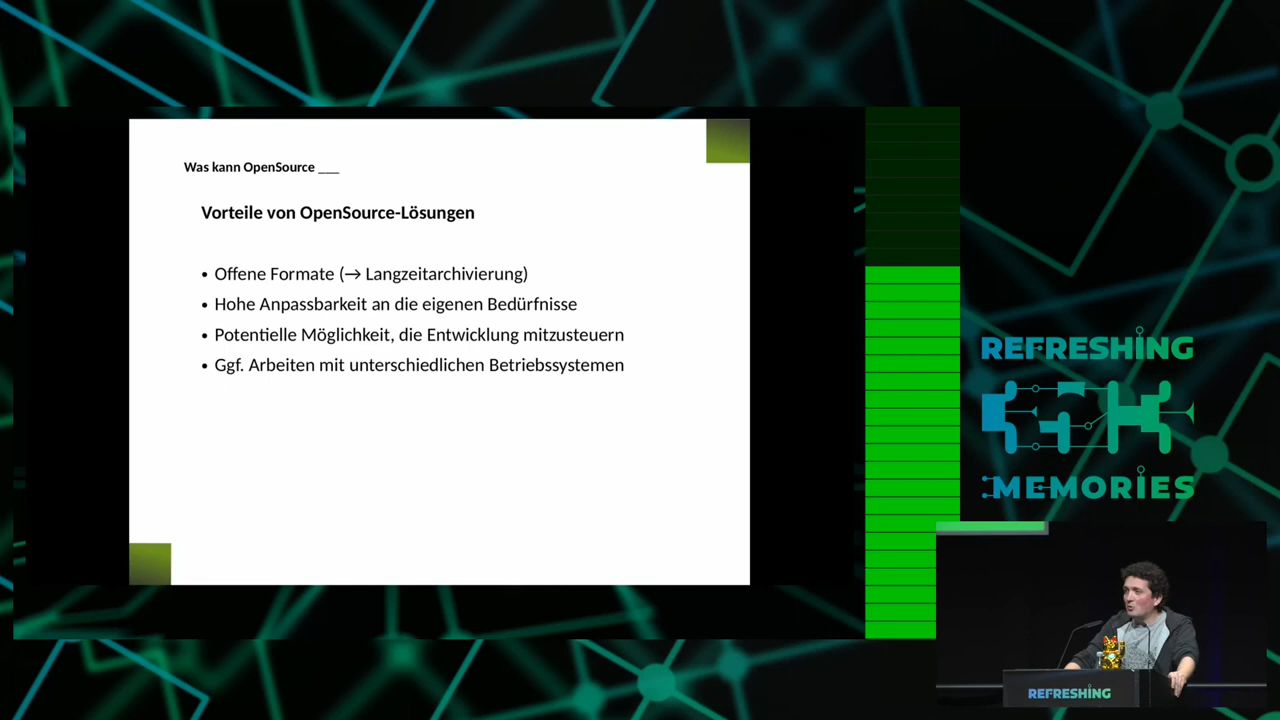 Was kann OpenSource ___
Vorteile von OpenSource-Lösungen
• Offene Formate (→ Langzeitarchivierung)
• Hohe Anpassbarkeit an die eigenen Bedürfnisse
• Potentielle Möglichkeit, die Entwicklung mitzusteuern
• Ggf. Arbeiten mit unterschiedlichen Betriebssystemen
REFRESHING
MEMORIES
REFRESHING